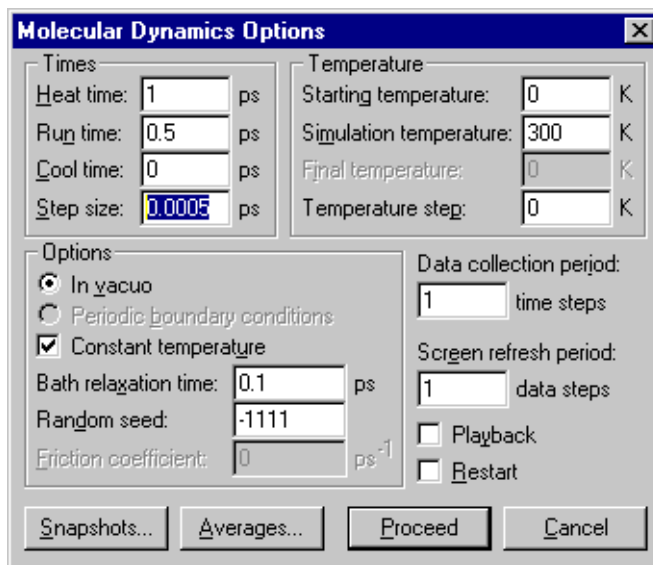 Molecular Dynamics Options
Times
Heat time: 1 ps
Run time: 0.5 ps
Cool time: 0 ps
Step size: 0.0005 ps
Temperature
Starting temperature: 0 K
Simulation temperature: 300 K
Final temperature: 0 K
Temperature step: 0 K
Options
In vacuo
Periodic boundary conditions
Constant temperature
Bath relaxation time: 0.1 ps
Random seed: -1111
Friction coefficient: 0 ps-1
Data collection period:
1 time steps
Screen refresh period:
1 data steps
Playback
Restart
Snapshots... Averages... Proceed Cancel